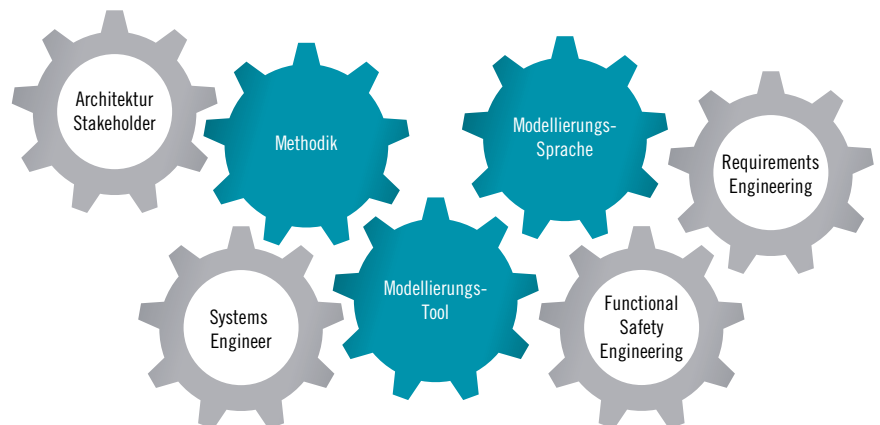 Architektur
Stakeholder
Methodik
Modellierungs-
Sprache
Requirements
Engineering
Systems
Engineer
Modellierungs-
Tool
Functional
Safety
Engineering